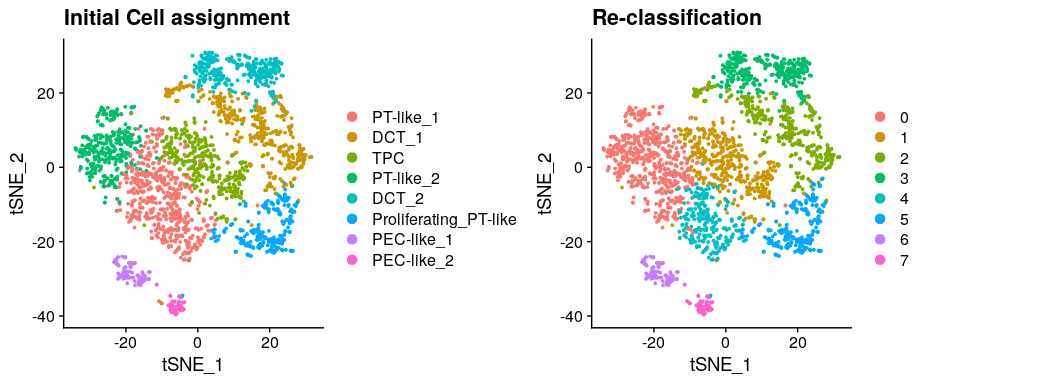 Initial Cell assignment
tSNE_2
20
0
-20
-40
-20
0
20
tSNE_1
PT-like_1
DCT_1
TPC
PT-like_2
DCT_2
Proliferating_PT-like
PEC-like_1
PEC-like_2
Re-classification
tSNE_2
20
0
-20
-40
-20
0
20
tSNE_1
0
1
2
3
4
5
6
7